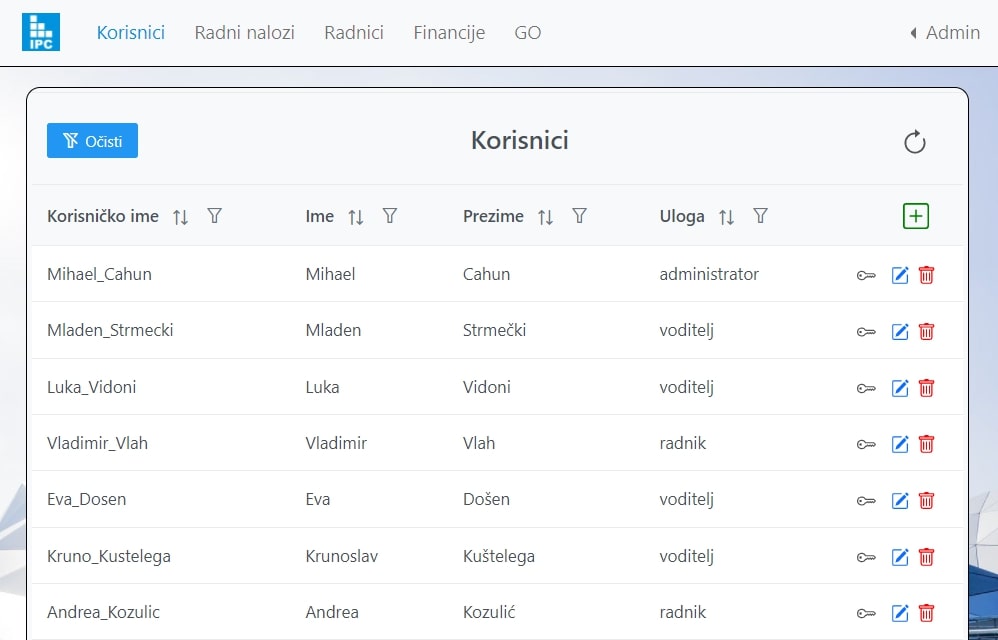 IPC Korisnici Radni nalozi Radnici Financije GO Admin
Očisti Korisnici
Korisničko ime Ime Prezime Uloga
Mihael_Cahun Mihael Cahun administrator
Mladen_Strmecki Mladen Strmečki voditelj
Luka_Vidoni Luka Vidoni voditelj
Vladimir_Vlah Vladimir Vlah radnik
Eva_Dosen Eva Došen voditelj
Kruno_Kustelega Krunoslav Kuštelega voditelj
Andrea_Kozulic Andrea Kozulić radnik